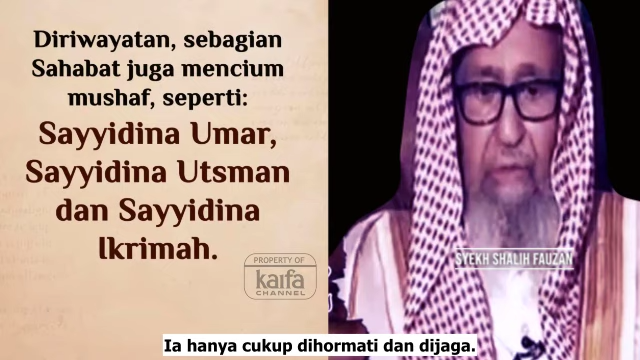 Diriwayatan, sebagian
Sahabat juga mencium
mushaf, seperti:
Sayyidina Umar,
Sayyidina Utsman
dan Sayyidina
Ikrimah.
PROPERTY OF
kaifa
CHANNEL
SYEKH SHALIH FAUZAN
Ia hanya cukup dihormati dan dijaga.